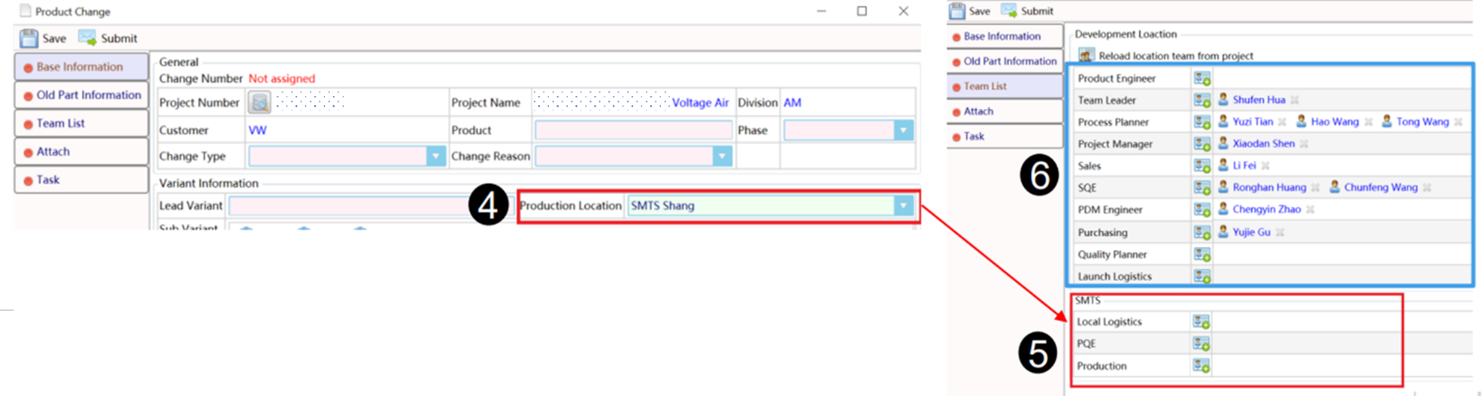 Product Change
Save Submit
Base Information
Old Part Information
Team List
Attach
Task
General
Change Number Not assigned
Project Number Project Name Voltage Air Division AM
Customer VW Product Phase
Change Type Change Reason
Variant Information
Lead Variant 4 Production Location SMTS Shang
Sub Variant
Save Submit
Base Information
Old Part Information
Team List
Attach
Task
Development Loaction
Reload location team from project
Product Engineer
Team Leader Shufen Hua
Process Planner Yuzi Tian Hao Wang Tong Wang
Project Manager Xiaodan Shen
Sales Li Fei
SQE Ronghan Huang Chunfeng Wang
PDM Engineer Chengyin Zhao
Purchasing Yujie Gu
Quality Planner
Launch Logistics
6
SMTS
Local Logistics
PQE
Production
5